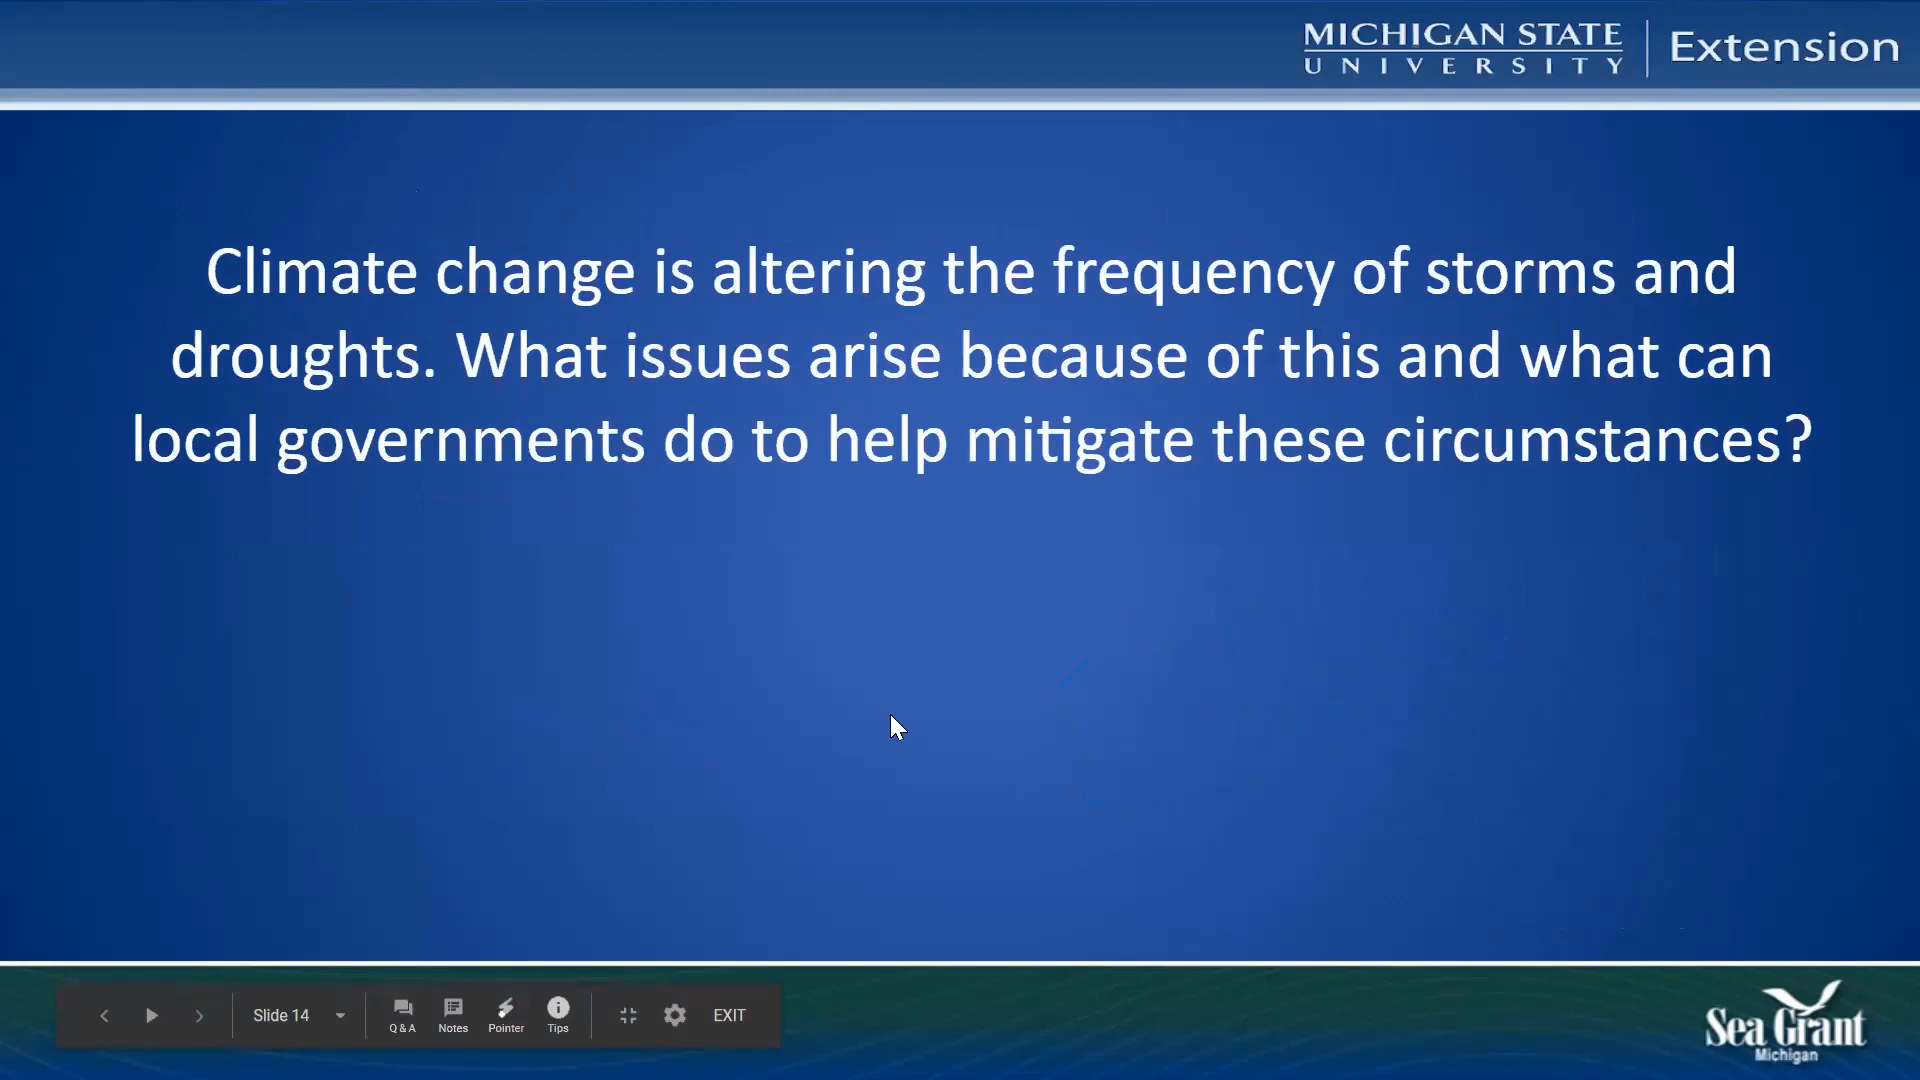 MICHIGAN STATE
UNIVERSITY
Extension
Climate change is altering the frequency of storms and
droughts. What issues arise because of this and what can
local governments do to help mitigate these circumstances?
Slide 14
Q & A
Notes
Pointer
Tips
EXIT
Sea Grant
Michigan